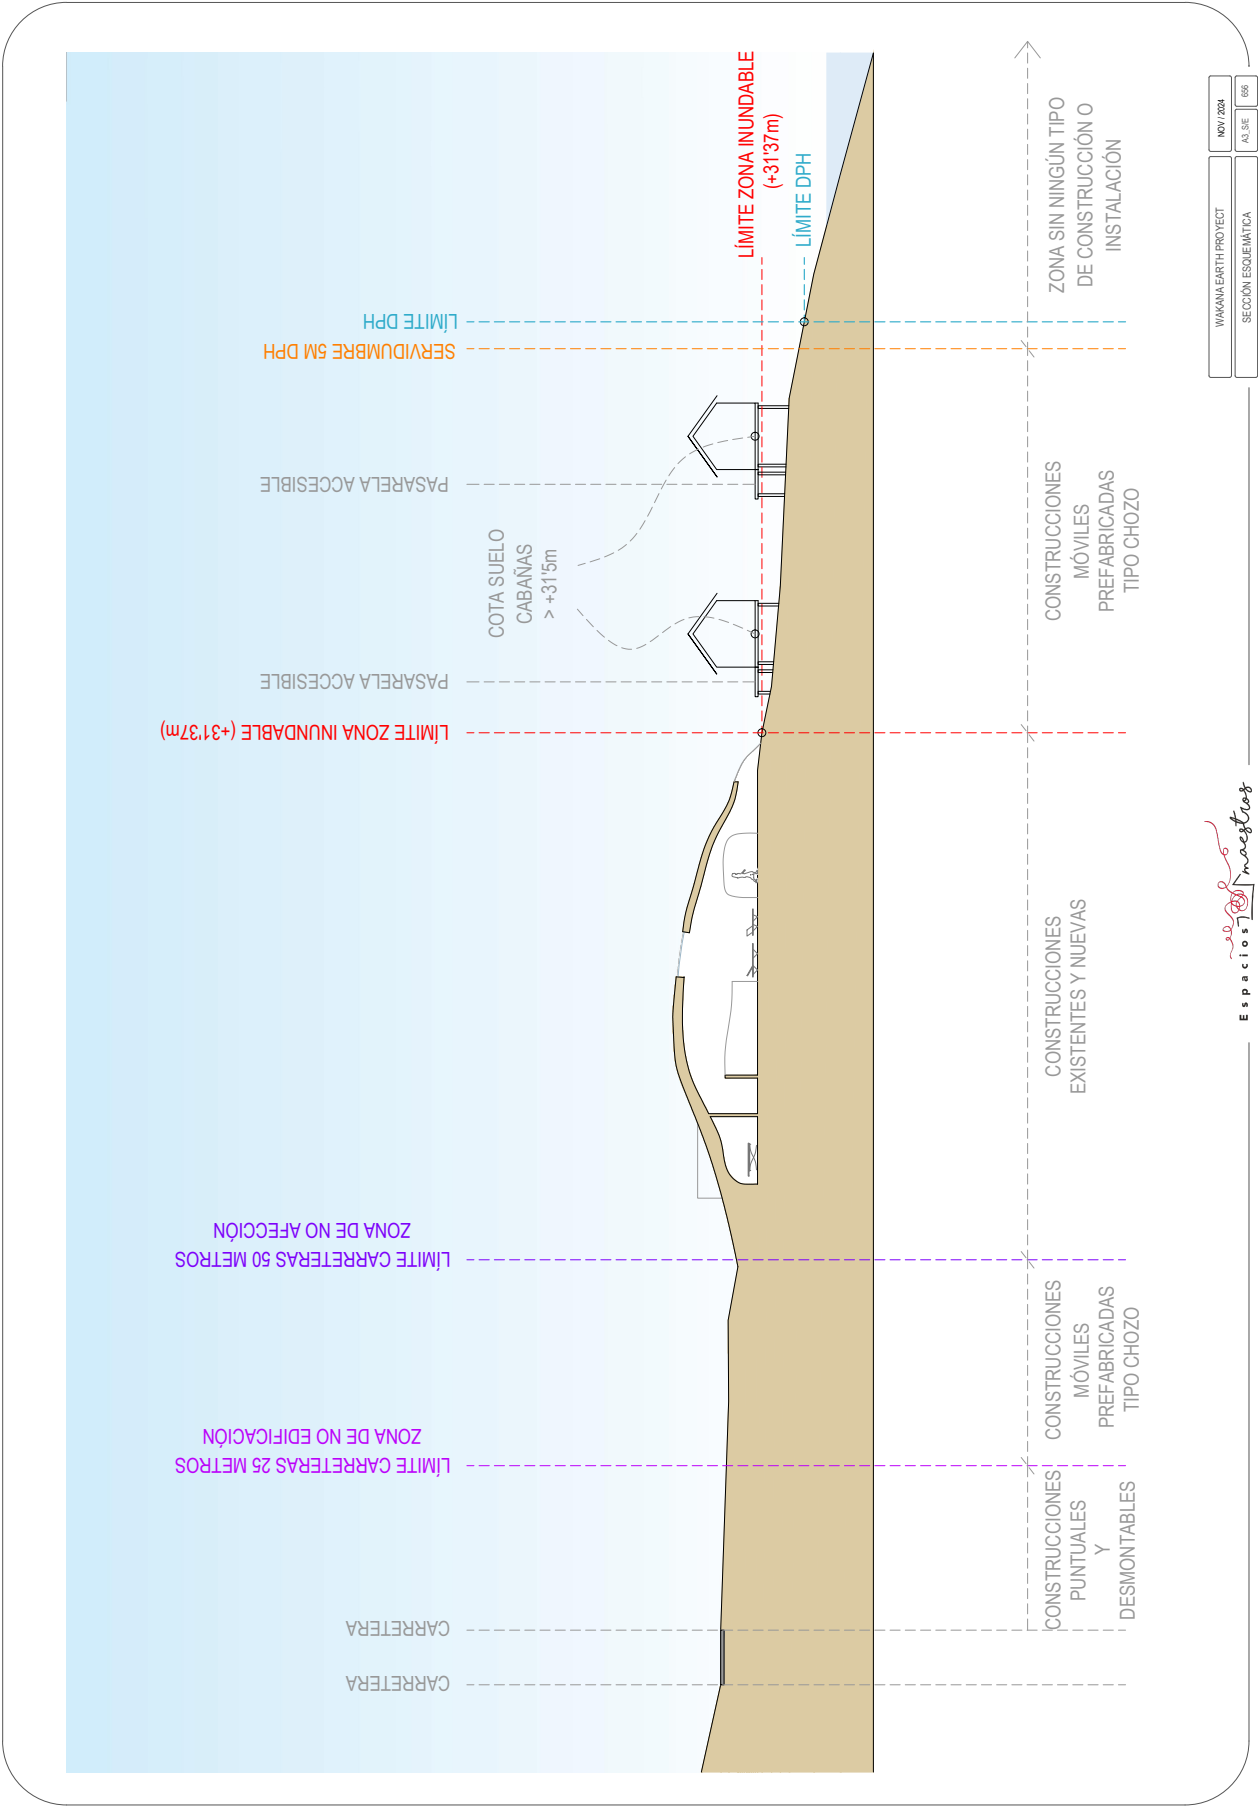 CARRETERA
CARRETERA
LÍMITE CARRETERAS 25 METROS
ZONA DE NO EDIFICACIÓN
LÍMITE CARRETERAS 50 METROS
ZONA DE NO AFECCIÓN
LÍMITE ZONA INUNDABLE (+31'37m)
PASARELA ACCESIBLE
PASARELA ACCESIBLE
SERVIDUMBRE 5M DPH
LÍMITE DPH
COTA SUELO
CABAÑAS
> +31'5m
LÍMITE ZONA INUNDABLE
(+31'37m)
LÍMITE DPH
CONSTRUCCIONES
PUNTUALES
Y
DESMONTABLES
CONSTRUCCIONES
MÓVILES
PREFABRICADAS
TIPO CHOZO
CONSTRUCCIONES
EXISTENTES Y NUEVAS
CONSTRUCCIONES
MÓVILES
PREFABRICADAS
TIPO CHOZO
ZONA SIN NINGÚN TIPO
DE CONSTRUCCIÓN O
INSTALACIÓN
Espacios maestros
WAKANA EARTH PROYECT
NOV / 2024
SECCIÓN ESQUEMÁTICA
A3_S/E
656